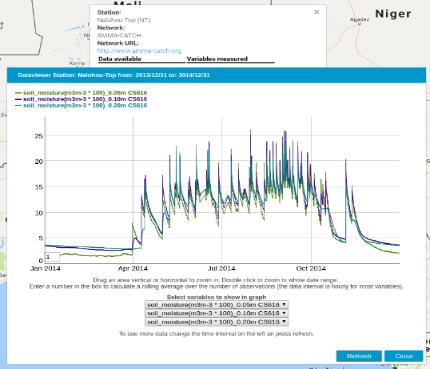 Mali
Niger
Agadez
Station:
Nalohou-Top (NT)
Network:
AMMA-CATCH
Network URL:
http://www.amma-catch.org
Data available Variables measured
Dataviewer Station: Nalohou-Top from: 2013/12/31 to: 2014/12/31
soil_moisture(m3m-3 * 100)_0.05m CS616
soil_moisture(m3m-3 * 100)_0.10m CS616
soil_moisture(m3m-3 * 100)_0.20m CS616
25
20
15
10
5
0
1
Jan 2014 Apr 2014 Jul 2014 Oct 2014
Drag an area vertical or horizontal to zoom in. Double click to zoom to whole date range.
Enter a number in the box to calculate a rolling average over the number of observations (the data interval is hourly for most variables).
Select variables to show in graph
soil_moisture(m3m-3 * 100)_0.05m CS616
soil_moisture(m3m-3 * 100)_0.10m CS616
soil_moisture(m3m-3 * 100)_0.20m CS616
To see more data change the time interval on the left an press refresh.
Refresh Close